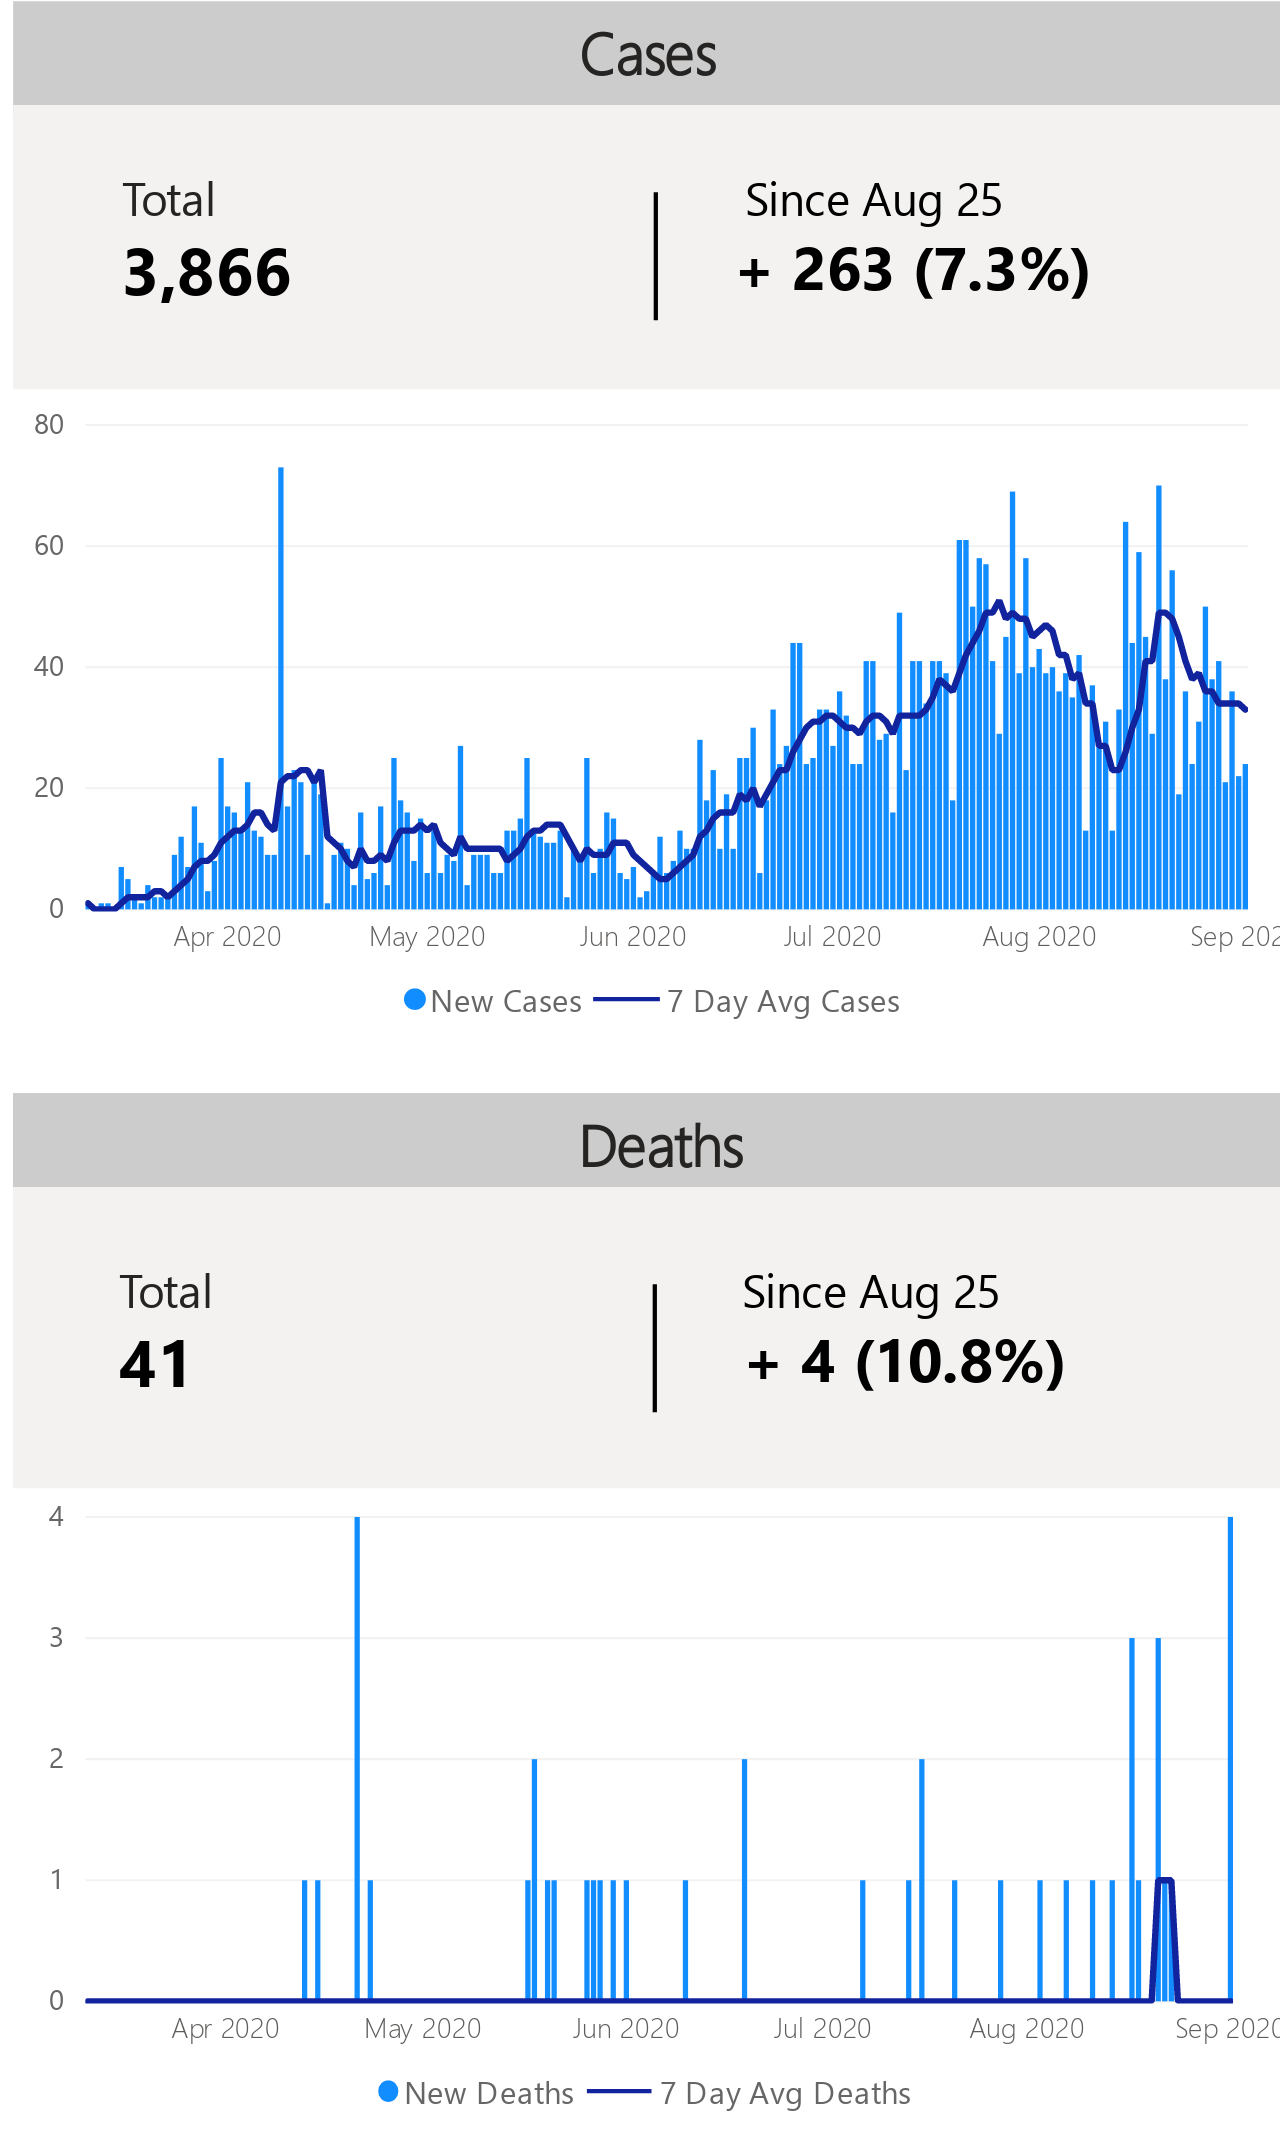 Cases
Total
Since Aug 25
3,866
+ 263 (7.3%)
80
60
40
20
0
Apr 2020
May 2020
Jun 2020
Jul 2020
Aug 2020
Sep 202
New Cases
7 Day Avg Cases
Deaths
Total
Since Aug 25
41
+ 4 (10.8%)
4
3
2
1
0
Apr 2020
May 2020
Jun 2020
Jul 2020
Aug 2020
Sep 2020
New Deaths
7 Day Avg Deaths